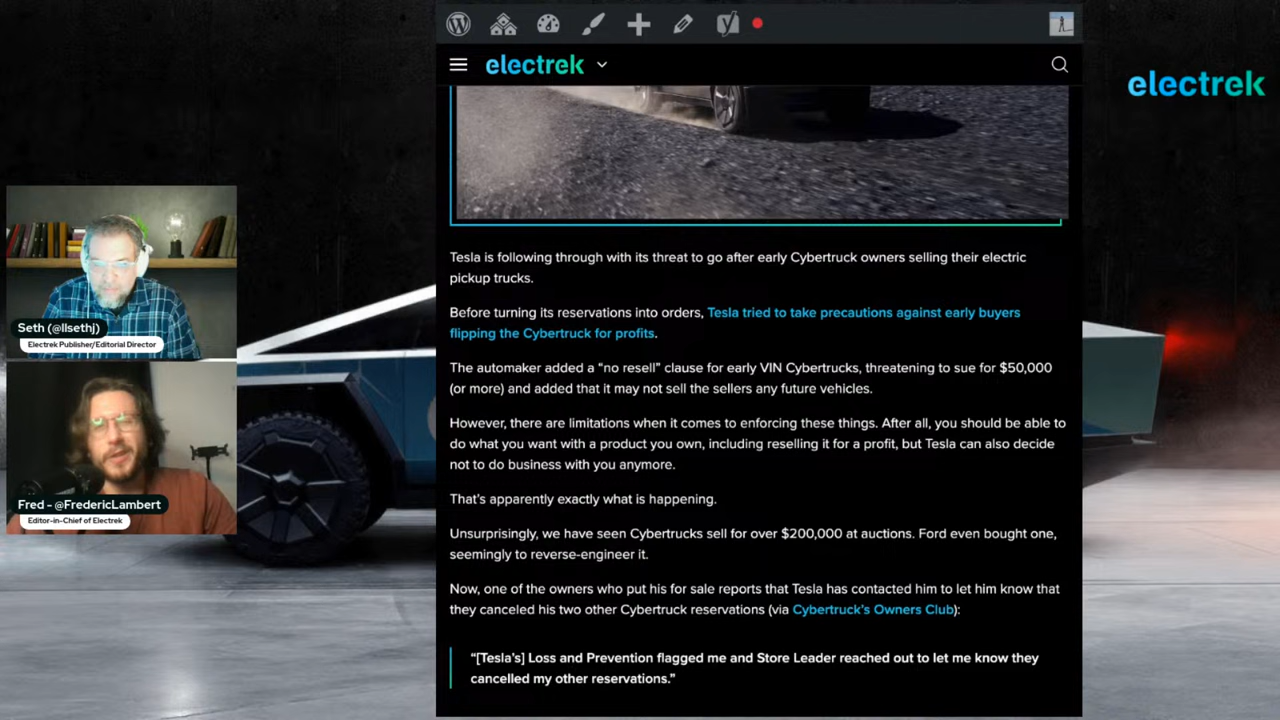 electrek
electrek
Tesla is following through with its threat to go after early Cybertruck owners selling their electric
pickup trucks.
Before turning its reservations into orders, Tesla tried to take precautions against early buyers
flipping the Cybertruck for profits.
The automaker added a “no resell” clause for early VIN Cybertrucks, threatening to sue for $50,000
(or more) and added that it may not sell the sellers any future vehicles.
However, there are limitations when it comes to enforcing these things. After all, you should be able to
do what you want with a product you own, including reselling it for a profit, but Tesla can also decide
not to do business with you anymore.
That’s apparently exactly what is happening.
Unsurprisingly, we have seen Cybertrucks sell for over $200,000 at auctions. Ford even bought one,
seemingly to reverse-engineer it.
Now, one of the owners who put his for sale reports that Tesla has contacted him to let him know that
they canceled his two other Cybertruck reservations (via Cybertruck’s Owners Club):
“[Tesla’s] Loss and Prevention flagged me and Store Leader reached out to let me know they
cancelled my other reservations.”
Seth (@llsethj)
Electrek Publisher/Editorial Director
Fred - @FredericLambert
Editor-in-Chief of Electrek